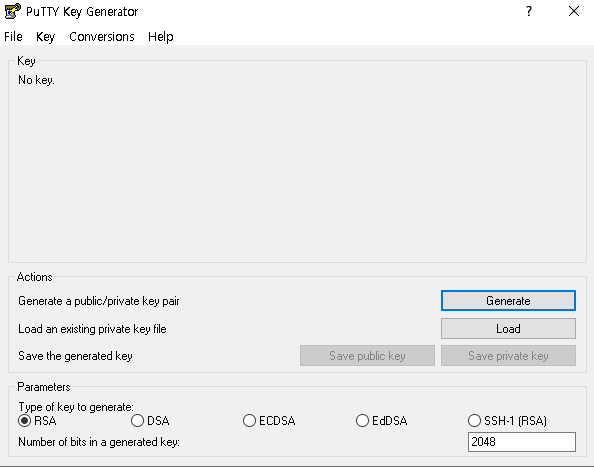 PuTTY Key Generator ? ×
File Key Conversions Help
Key
No key.
Actions
Generate a public/private key pair Generate
Load an existing private key file Load
Save the generated key Save public key Save private key
Parameters
Type of key to generate:
RSA DSA ECDSA EdDSA SSH-1 (RSA)
Number of bits in a generated key: 2048